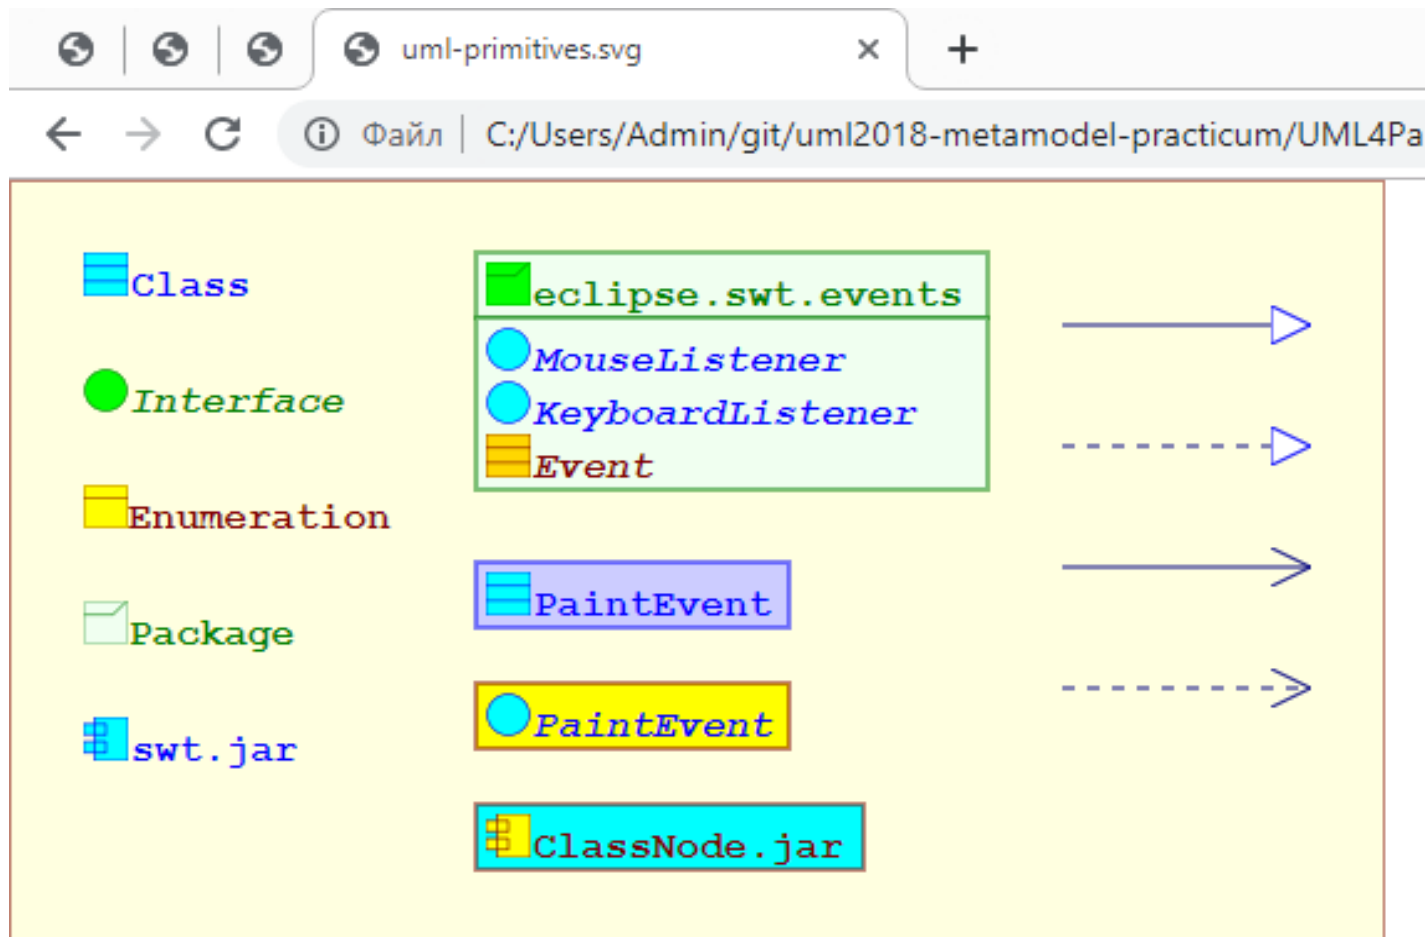 uml-primitives.svg
Файл | C:/Users/Admin/git/uml2018-metamodel-practicum/UML4Pa
Class
Interface
Enumeration
Package
swt.jar
eclipse.swt.events
MouseListener
KeyboardListener
Event
PaintEvent
PaintEvent
ClassNode.jar